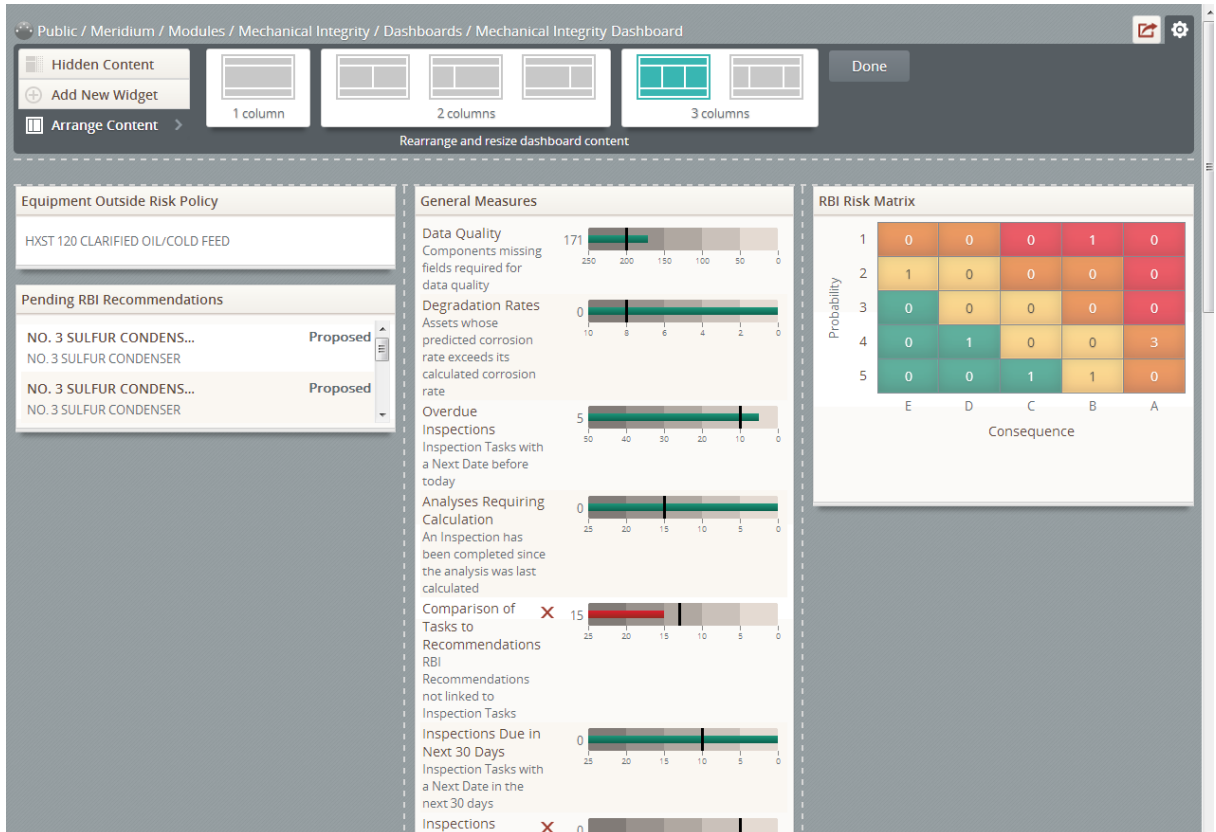 Public / Meridium / Modules / Mechanical Integrity / Dashboards / Mechanical Integrity Dashboard
Hidden Content
Add New Widget
Arrange Content
1 column
2 columns
3 columns
Done
Rearrange and resize dashboard content
Equipment Outside Risk Policy
HXST 120 CLARIFIED OIL/COLD FEED
Pending RBI Recommendations
NO. 3 SULFUR CONDENS... Proposed
NO. 3 SULFUR CONDENSER
NO. 3 SULFUR CONDENS... Proposed
NO. 3 SULFUR CONDENSER
General Measures
Data Quality
Components missing
fields required for
data quality
171
250 200 150 100 50 0
Degradation Rates
Assets whose
predicted corrosion
rate exceeds its
calculated corrosion
rate
0
10 8 6 4 2 0
Overdue
Inspections
Inspection Tasks with
a Next Date before
today
5
50 40 30 20 10 0
Analyses Requiring
Calculation
An Inspection has
been completed since
the analysis was last
calculated
0
25 20 15 10 5 0
Comparison of
Tasks to
Recommendations
RBI
Recommendations
not linked to
Inspection Tasks
15
25 20 15 10 5 0
Inspections Due in
Next 30 Days
Inspection Tasks with
a Next Date in the
next 30 days
0
25 20 15 10 5 0
Inspections
0
RBI Risk Matrix
Probability
1 0 0 0 1 0
2 1 0 0 0 0
3 0 0 0 0 0
4 0 1 0 0 3
5 0 0 1 1 0
E D C B A
Consequence